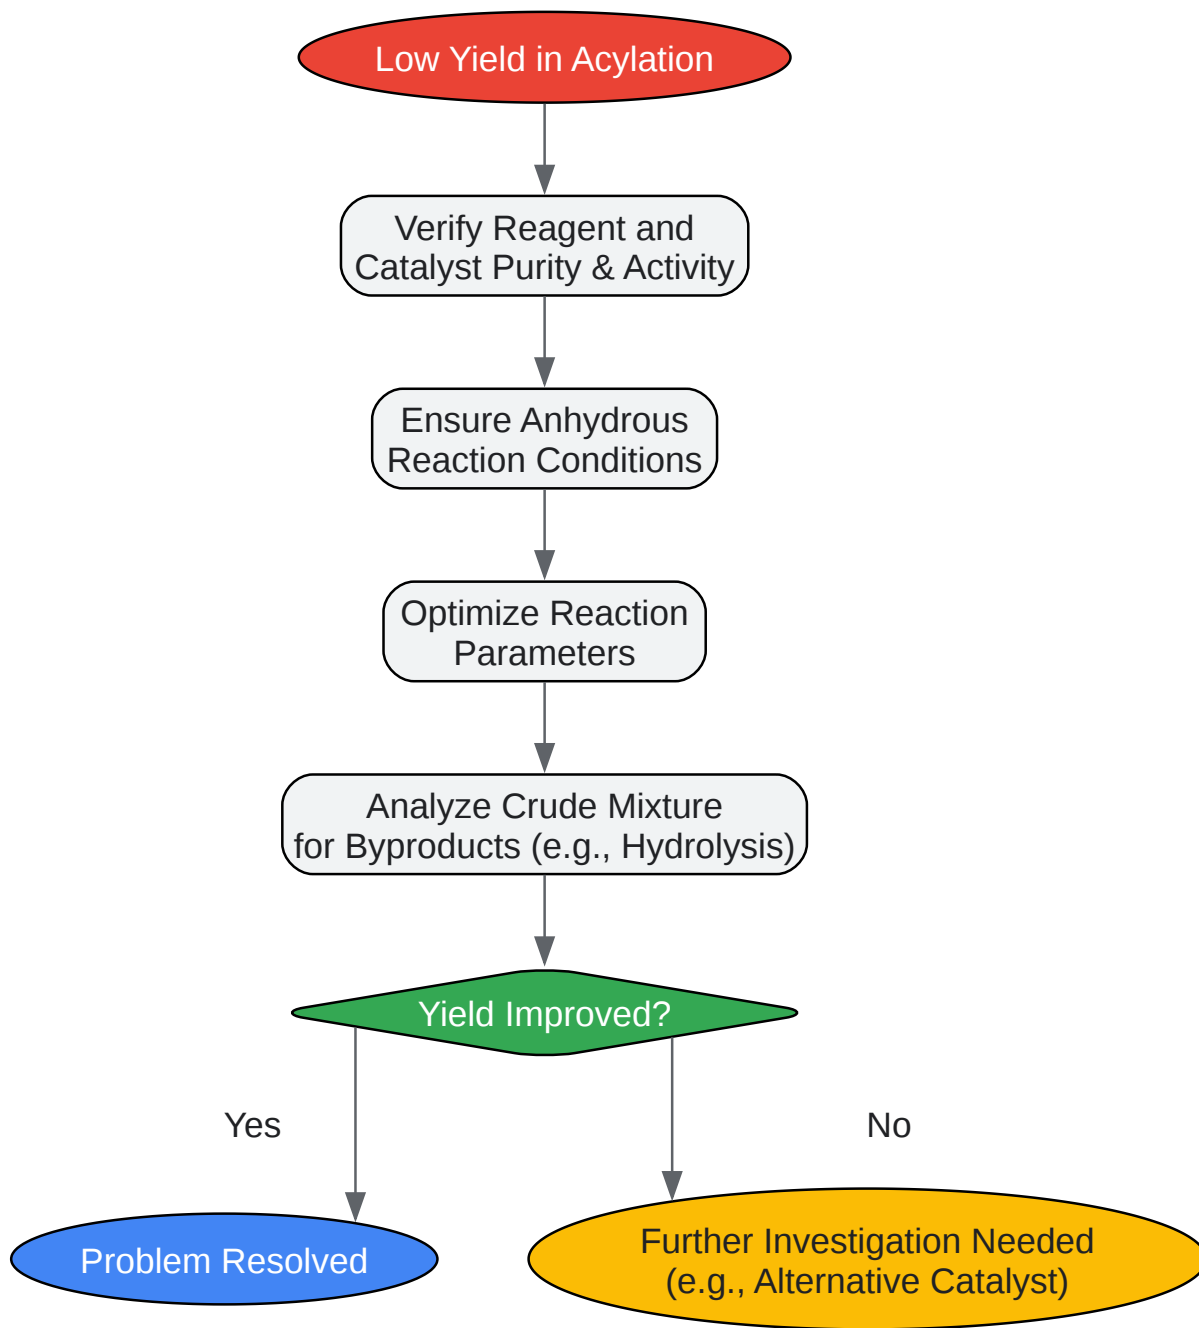 Low Yield in Acylation
Verify Reagent and
Catalyst Purity & Activity
Ensure Anhydrous
Reaction Conditions
Optimize Reaction
Parameters
Analyze Crude Mixture
for Byproducts (e.g., Hydrolysis)
Yield Improved?
Yes
No
Problem Resolved
Further Investigation Needed
(e.g., Alternative Catalyst)